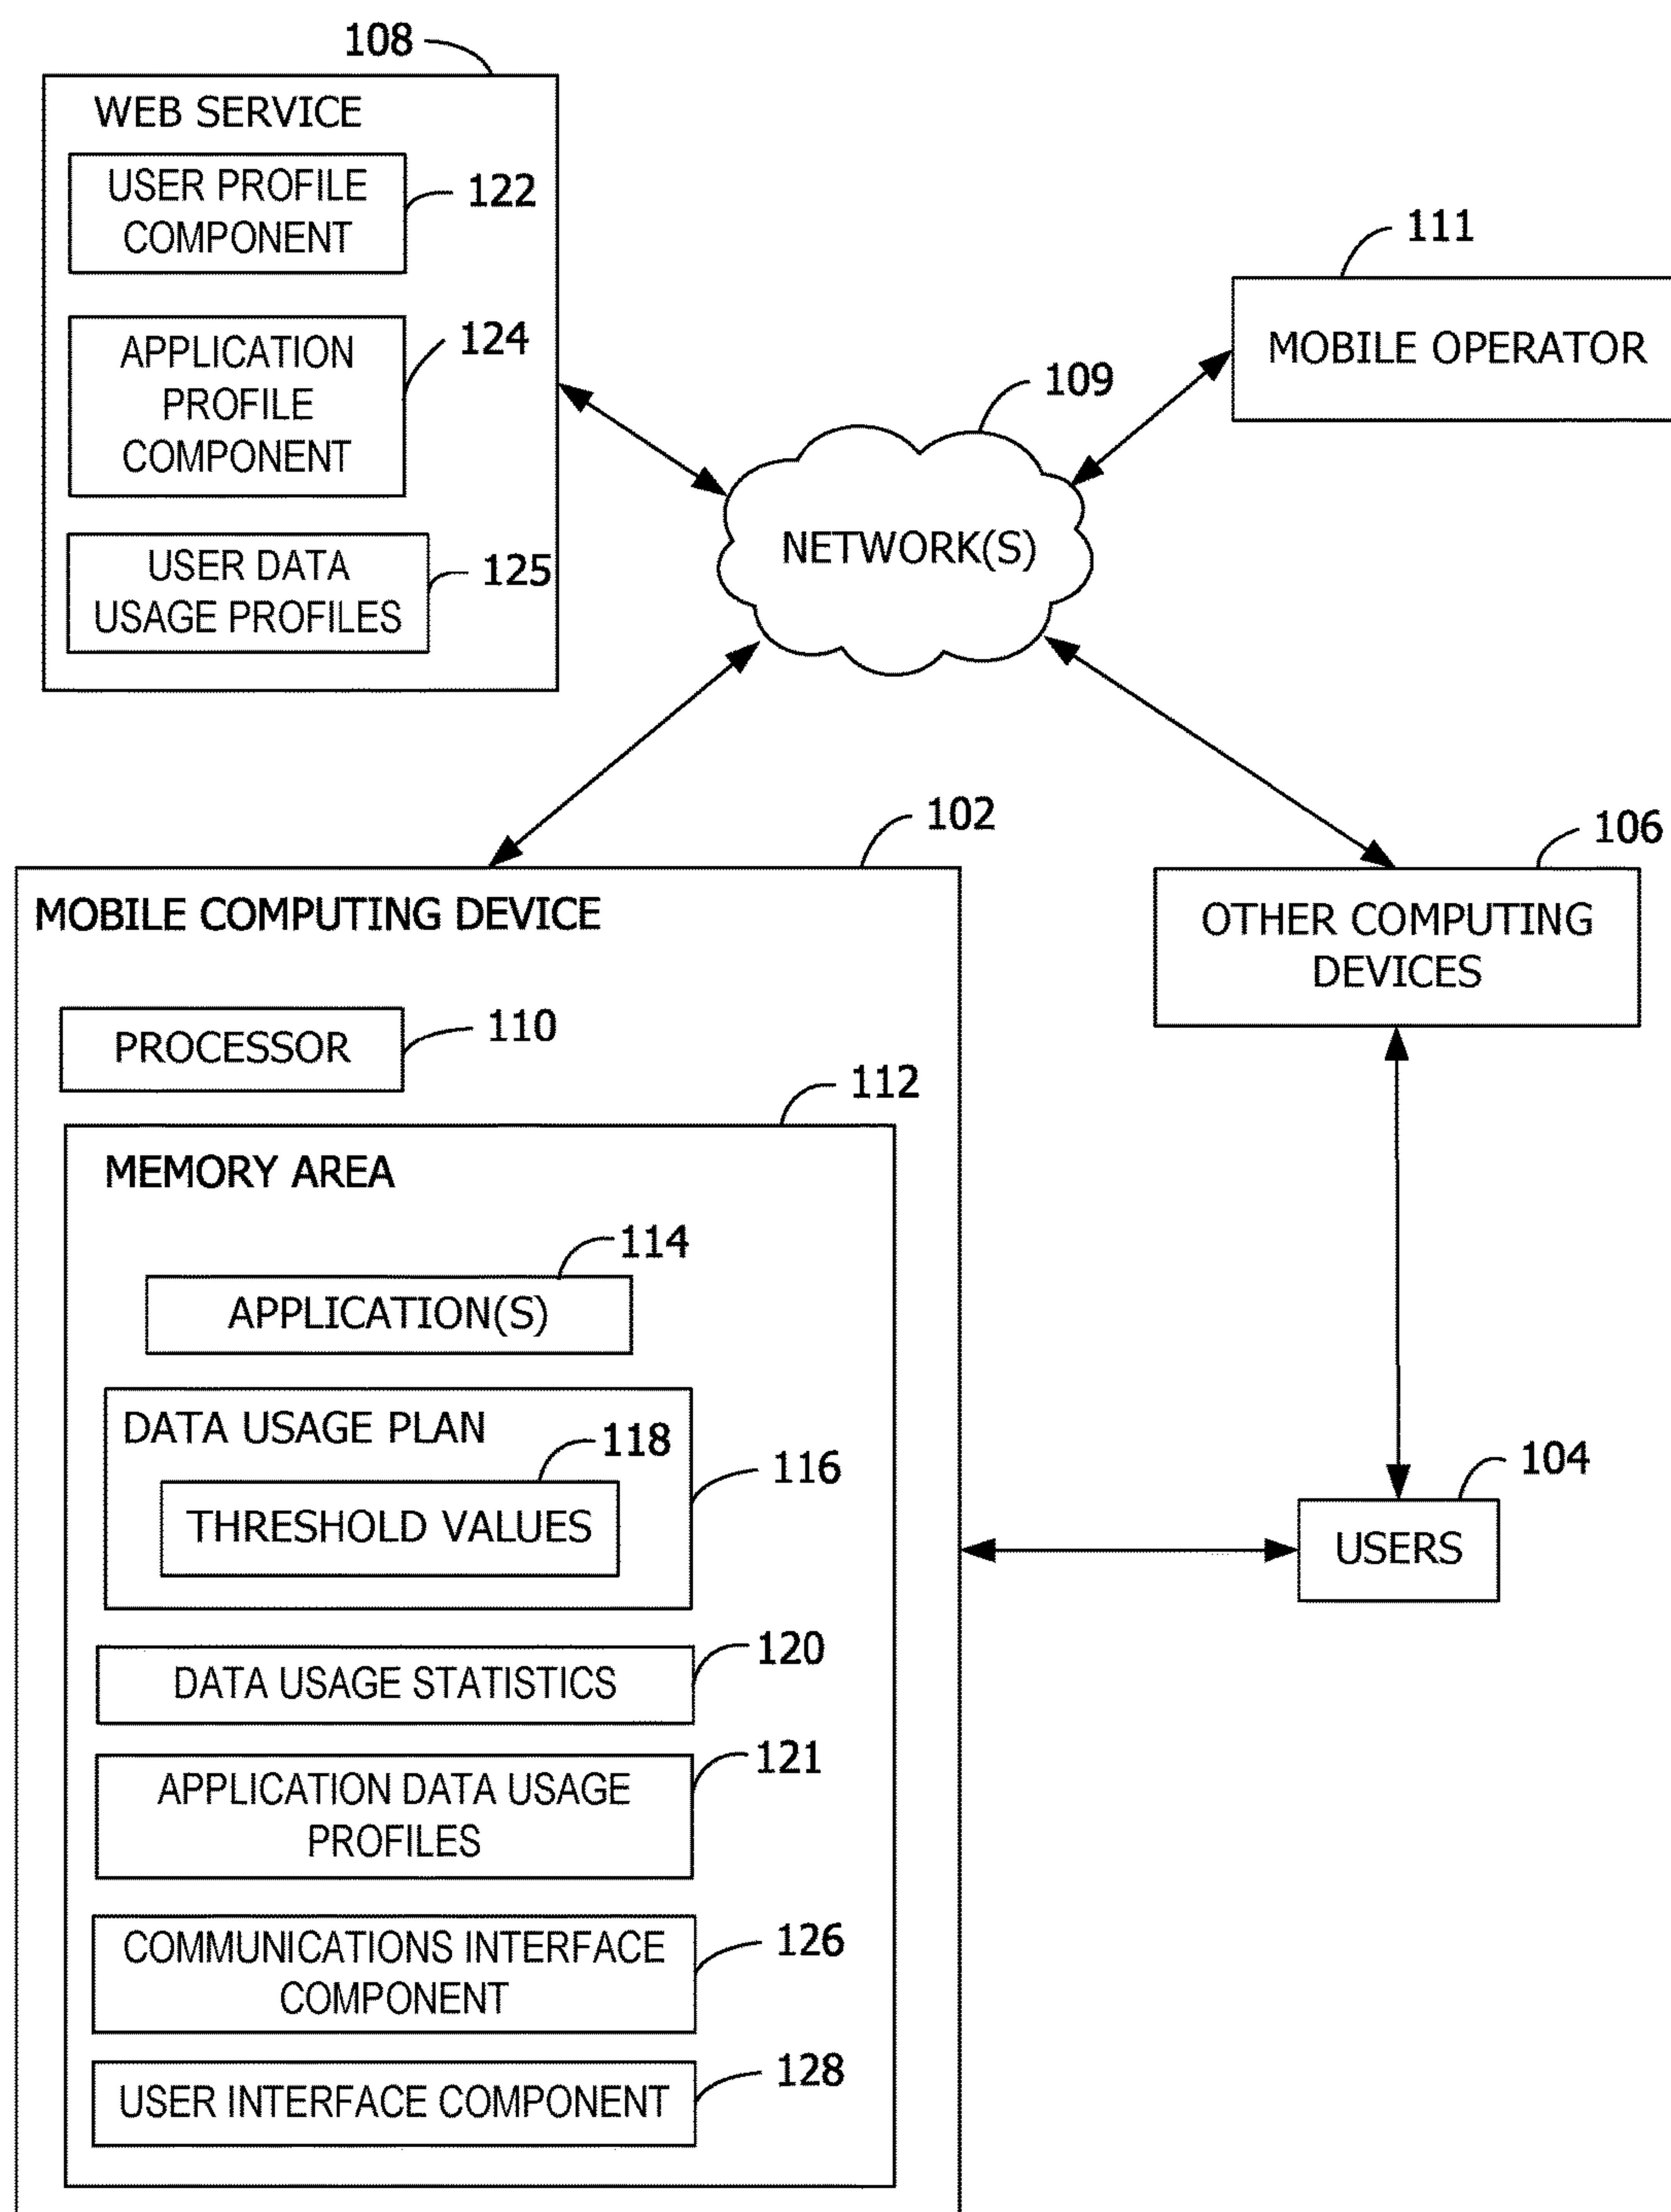 108
WEB SERVICE
USER PROFILE
COMPONENT
122
APPLICATION
PROFILE
COMPONENT
124
USER DATA
USAGE PROFILES
125
111
MOBILE OPERATOR
109
NETWORK(S)
102
MOBILE COMPUTING DEVICE
PROCESSOR
110
112
MEMORY AREA
114
APPLICATION(S)
DATA USAGE PLAN
118
THRESHOLD VALUES
116
120
DATA USAGE STATISTICS
121
APPLICATION DATA USAGE
PROFILES
COMMUNICATIONS INTERFACE
COMPONENT
126
USER INTERFACE COMPONENT
128
106
OTHER COMPUTING
DEVICES
104
USERS